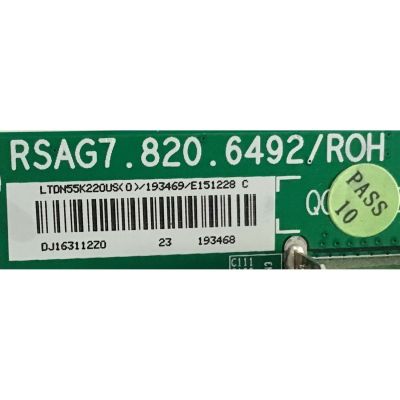 RSAG7.820.6492/ROH
LTDN55K220US(0)/193469/E151228 C
DJ163112Z0 23 193468
QC
PASS
10
C111